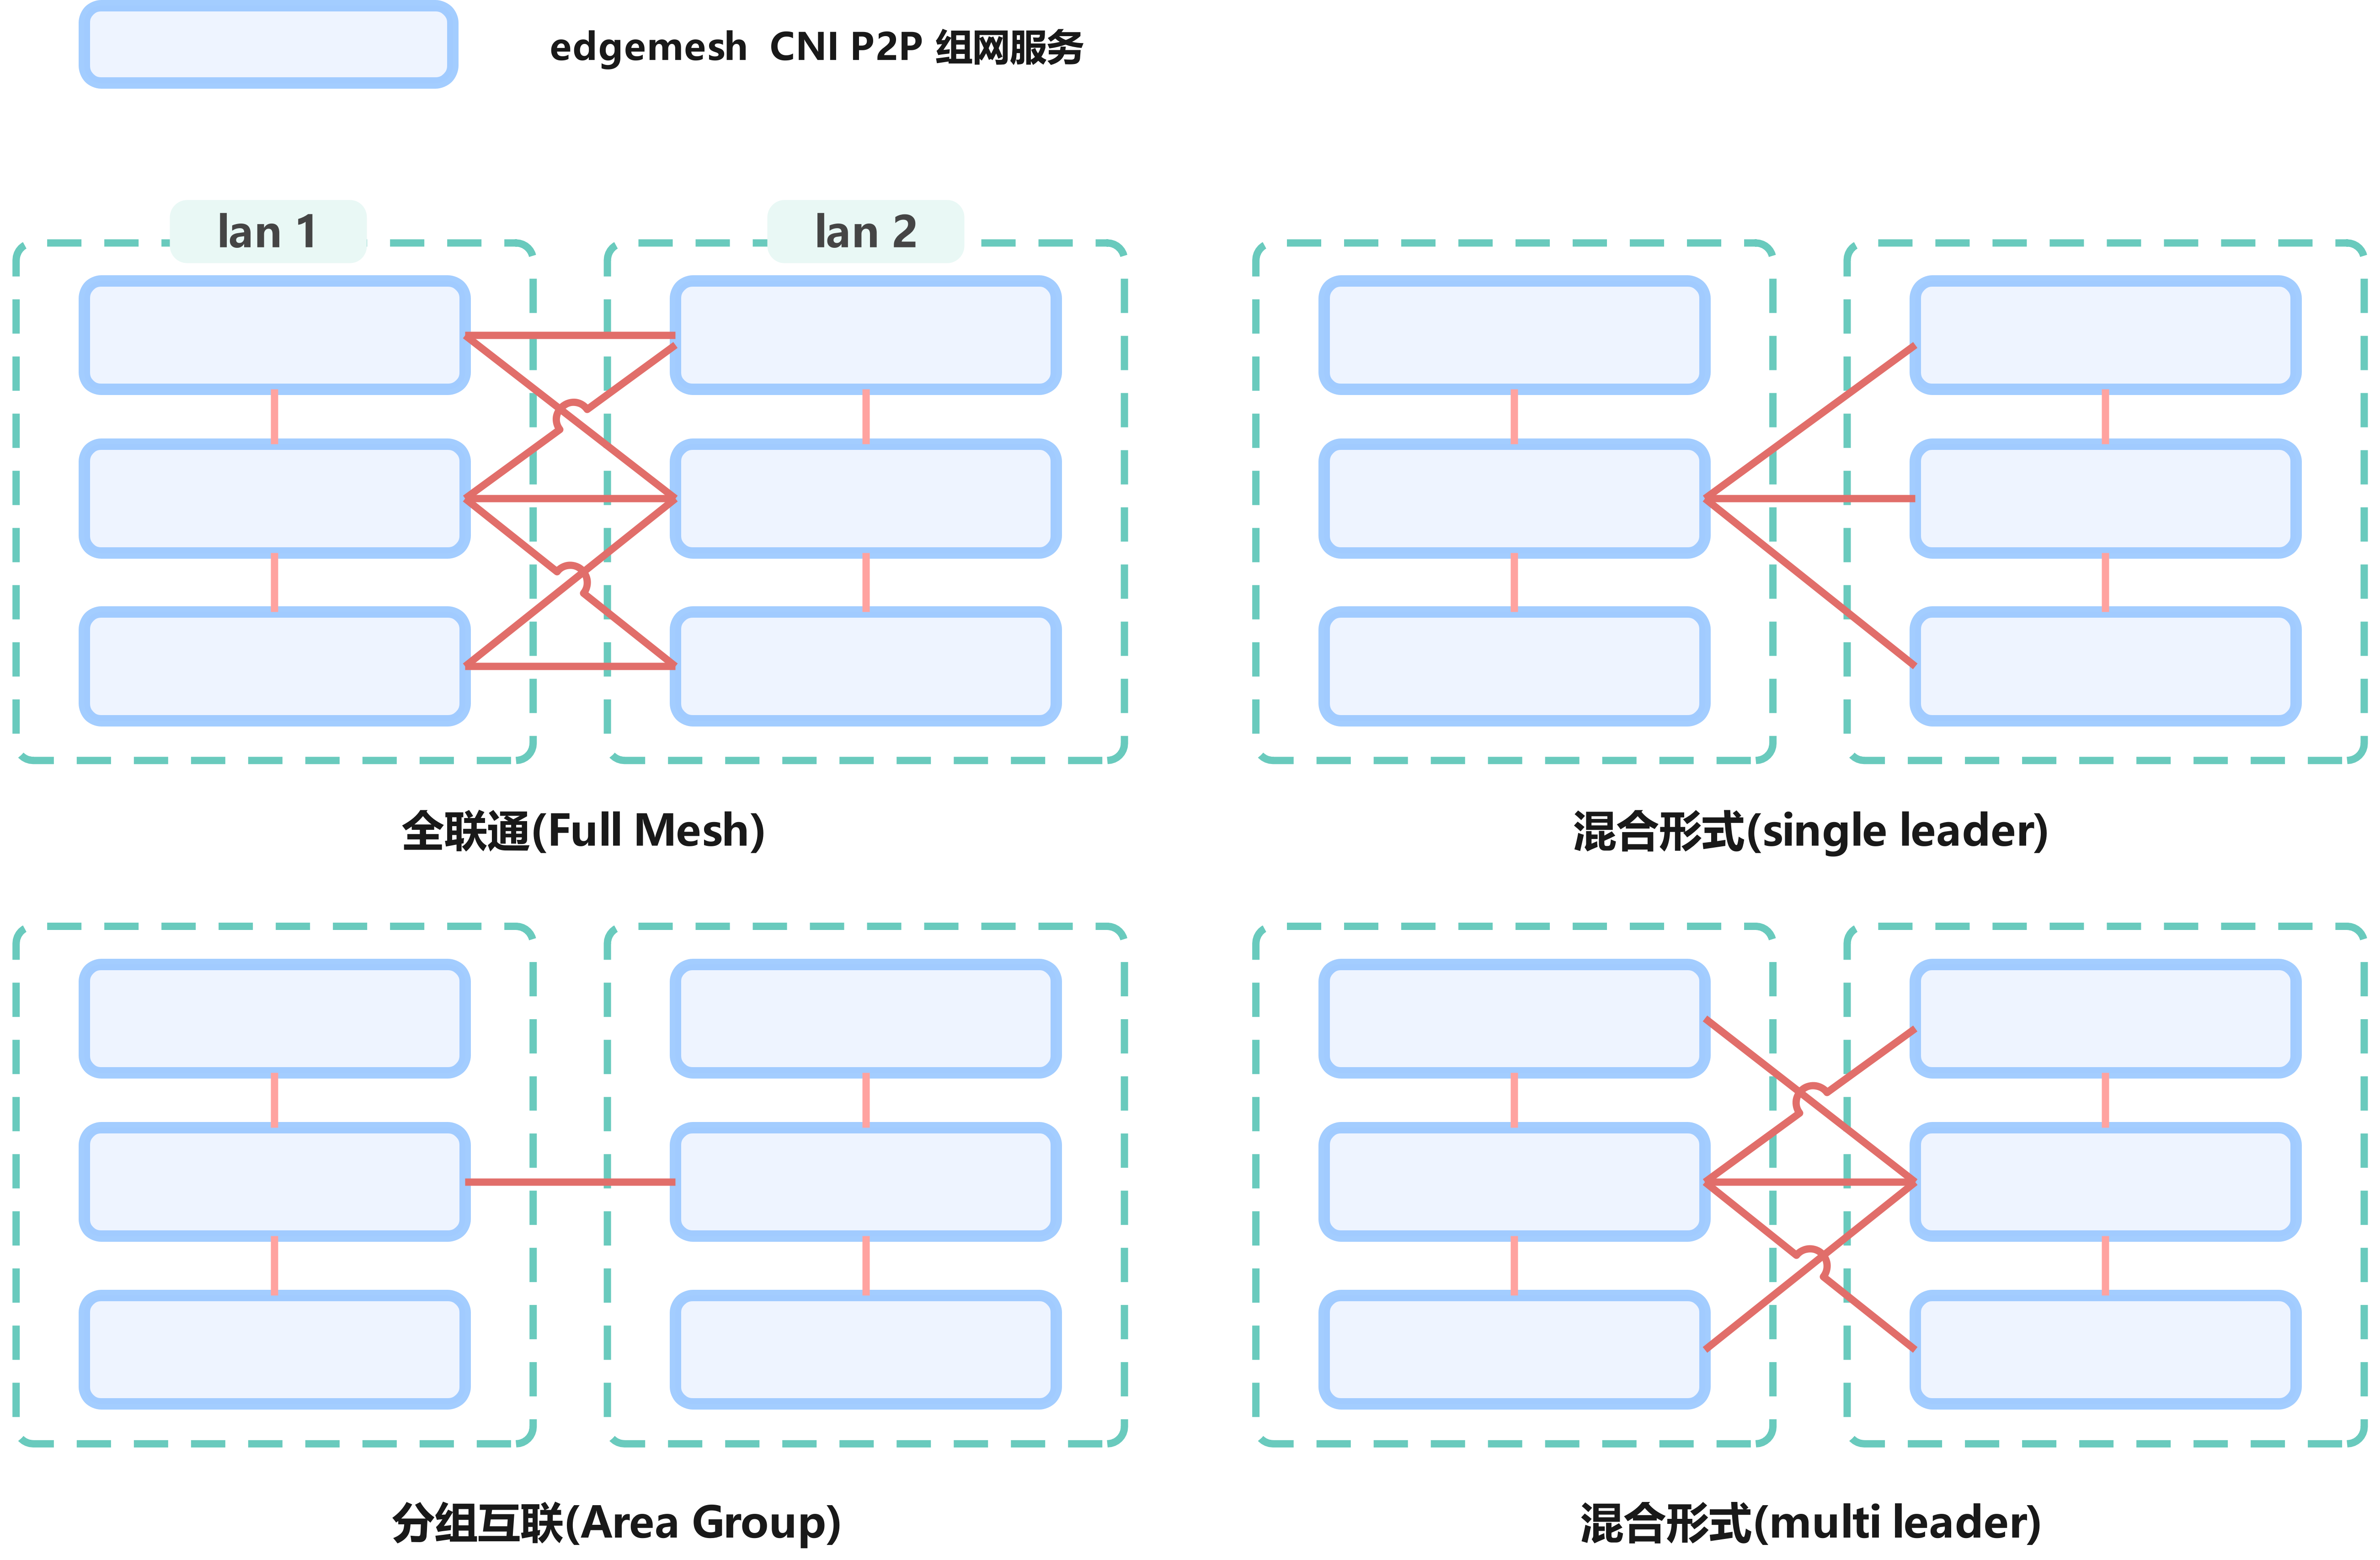 edgemesh CNI P2P 组网服务
lan 1
lan 2
全联通(Full Mesh)
混合形式(single leader)
分组互联(Area Group)
混合形式(multi leader)